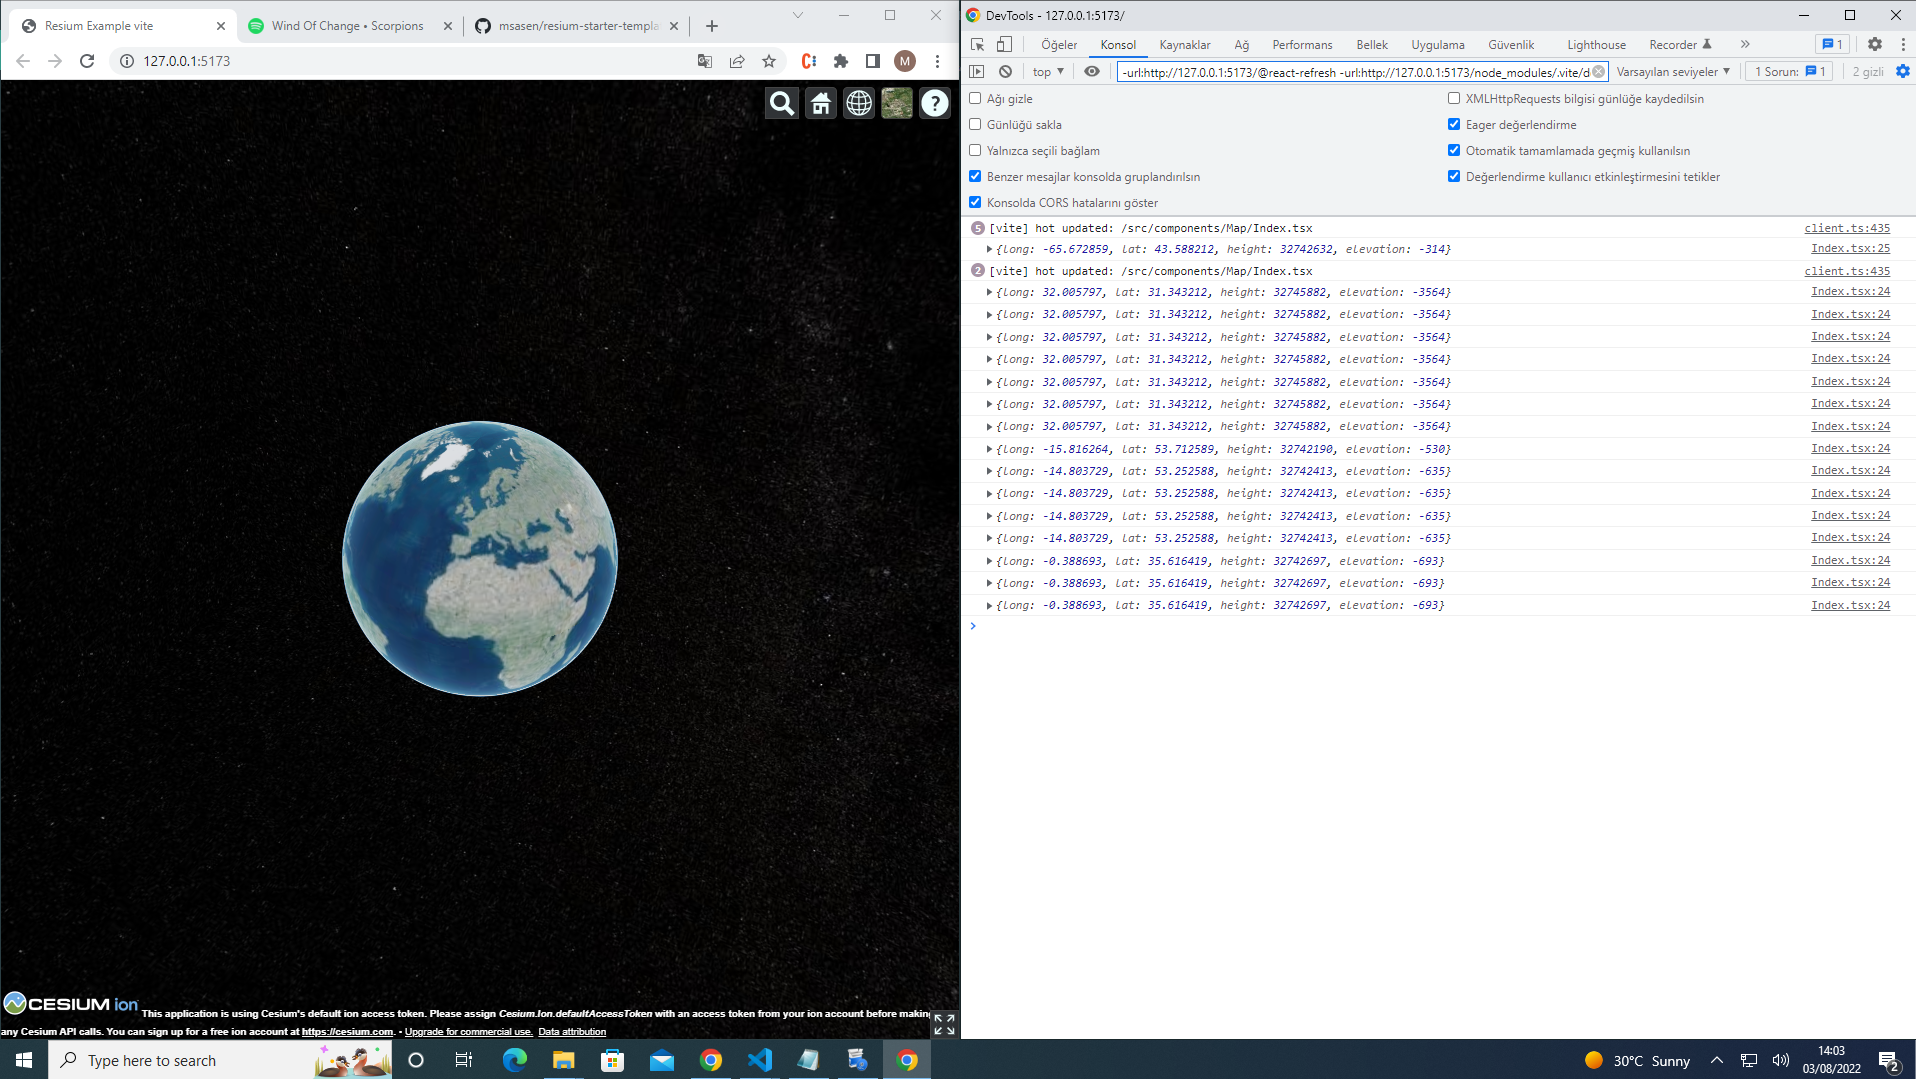 Resium Example vite
Wind Of Change • Scorpions
msasen/resium-starter-templa
127.0.0.1:5173
M
CESIUM ion
This application is using Cesium's default ion access token. Please assign Cesium.Ion.defaultAccessToken with an access token from your ion account before making
any Cesium API calls. You can sign up for a free ion account at https://cesium.com. • Upgrade for commercial use. Data attribution
DevTools - 127.0.0.1:5173/
Öğeler Konsol Kaynaklar Ağ Performans Bellek Uygulama Güvenlik Lighthouse Recorder 1
top -url:http://127.0.0.1:5173/@react-refresh -url:http://127.0.0.1:5173/node_modules/.vite/d Varsayılan seviyeler 1 Sorun: 1 2 gizli
Ağı gizle
XMLHttpRequests bilgisi günlüğe kaydedilsin
Günlüğü sakla
Eager değerlendirme
Yalnızca seçili bağlam
Otomatik tamamlamada geçmiş kullanılsın
Benzer mesajlar konsolda gruplandırılsın
Değerlendirme kullanıcı etkinleştirmesini tetikler
Konsolda CORS hatalarını göster
5 [vite] hot updated: /src/components/Map/Index.tsx client.ts:435
{long: -65.672859, lat: 43.588212, height: 32742632, elevation: -314} Index.tsx:25
2 [vite] hot updated: /src/components/Map/Index.tsx client.ts:435
{long: 32.005797, lat: 31.343212, height: 32745882, elevation: -3564} Index.tsx:24
{long: 32.005797, lat: 31.343212, height: 32745882, elevation: -3564} Index.tsx:24
{long: 32.005797, lat: 31.343212, height: 32745882, elevation: -3564} Index.tsx:24
{long: 32.005797, lat: 31.343212, height: 32745882, elevation: -3564} Index.tsx:24
{long: 32.005797, lat: 31.343212, height: 32745882, elevation: -3564} Index.tsx:24
{long: 32.005797, lat: 31.343212, height: 32745882, elevation: -3564} Index.tsx:24
{long: 32.005797, lat: 31.343212, height: 32745882, elevation: -3564} Index.tsx:24
{long: -15.816264, lat: 53.712589, height: 32742190, elevation: -530} Index.tsx:24
{long: -14.803729, lat: 53.252588, height: 32742413, elevation: -635} Index.tsx:24
{long: -14.803729, lat: 53.252588, height: 32742413, elevation: -635} Index.tsx:24
{long: -14.803729, lat: 53.252588, height: 32742413, elevation: -635} Index.tsx:24
{long: -14.803729, lat: 53.252588, height: 32742413, elevation: -635} Index.tsx:24
{long: -0.388693, lat: 35.616419, height: 32742697, elevation: -693} Index.tsx:24
{long: -0.388693, lat: 35.616419, height: 32742697, elevation: -693} Index.tsx:24
{long: -0.388693, lat: 35.616419, height: 32742697, elevation: -693} Index.tsx:24
Type here to search
30°C Sunny
14:03
03/08/2022
2